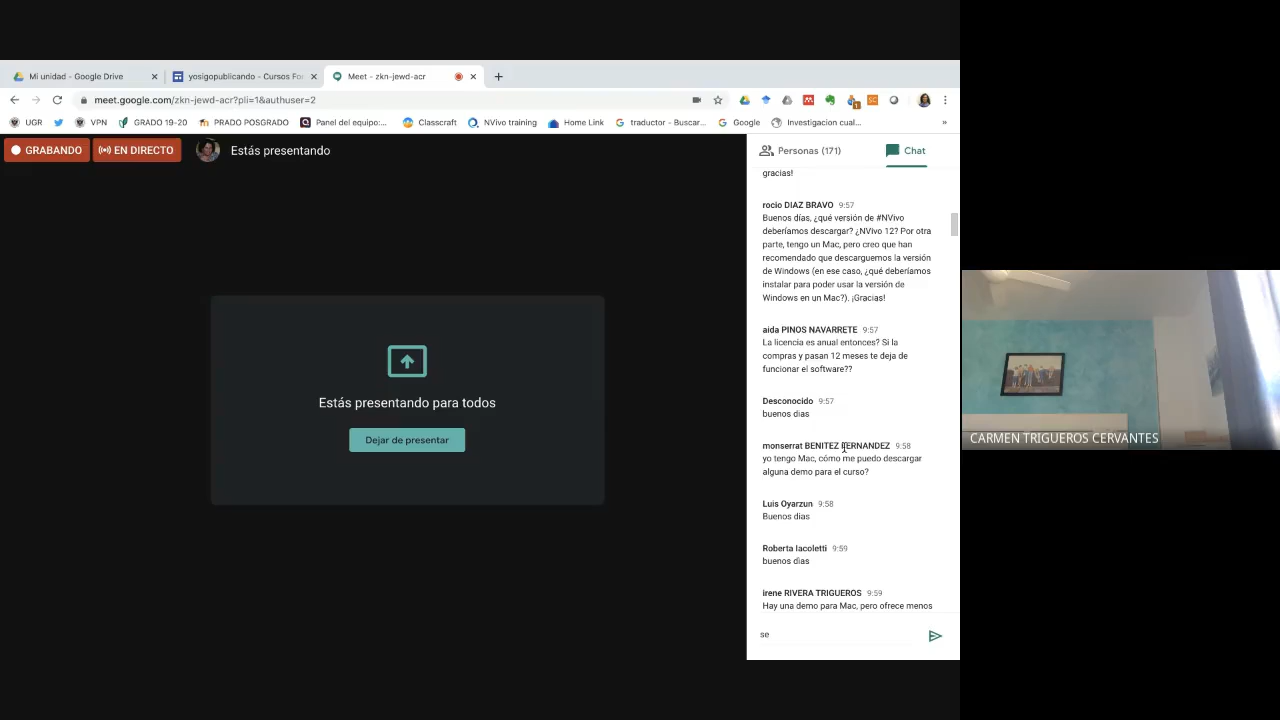 Mi unidad - Google Drive
yosigopublicando - Cursos For
Meet - zkn-jewd-acr
meet.google.com/zkn-jewd-acr?pli=1&authuser=2
UGR
VPN
GRADO 19-20
PRADO POSGRADO
Panel del equipo:...
Classcraft
NVivo training
Home Link
traductor - Buscar...
Google
Investigacion cual...
»
GRABANDO
EN DIRECTO
Estás presentando
Personas (171)
Chat
gracias!
rocio DIAZ BRAVO 9:57
Buenos días, ¿qué versión de #NVivo
deberíamos descargar? ¿NVivo 12? Por otra
parte, tengo un Mac, pero creo que han
recomendado que descarguemos la versión
de Windows (en ese caso, ¿qué deberíamos
instalar para poder usar la versión de
Windows en un Mac?). ¡Gracias!
aida PINOS NAVARRETE 9:57
La licencia es anual entonces? Si la
compras y pasan 12 meses te deja de
funcionar el software??
Desconocido 9:57
buenos dias
monserrat BENITEZ FERNANDEZ 9:58
yo tengo Mac, cómo me puedo descargar
alguna demo para el curso?
Luis Oyarzun 9:58
Buenos dias
Roberta Iacoletti 9:59
buenos dias
irene RIVERA TRIGUEROS 9:59
Hay una demo para Mac, pero ofrece menos
se
Estás presentando para todos
Dejar de presentar
CARMEN TRIGUEROS CERVANTES